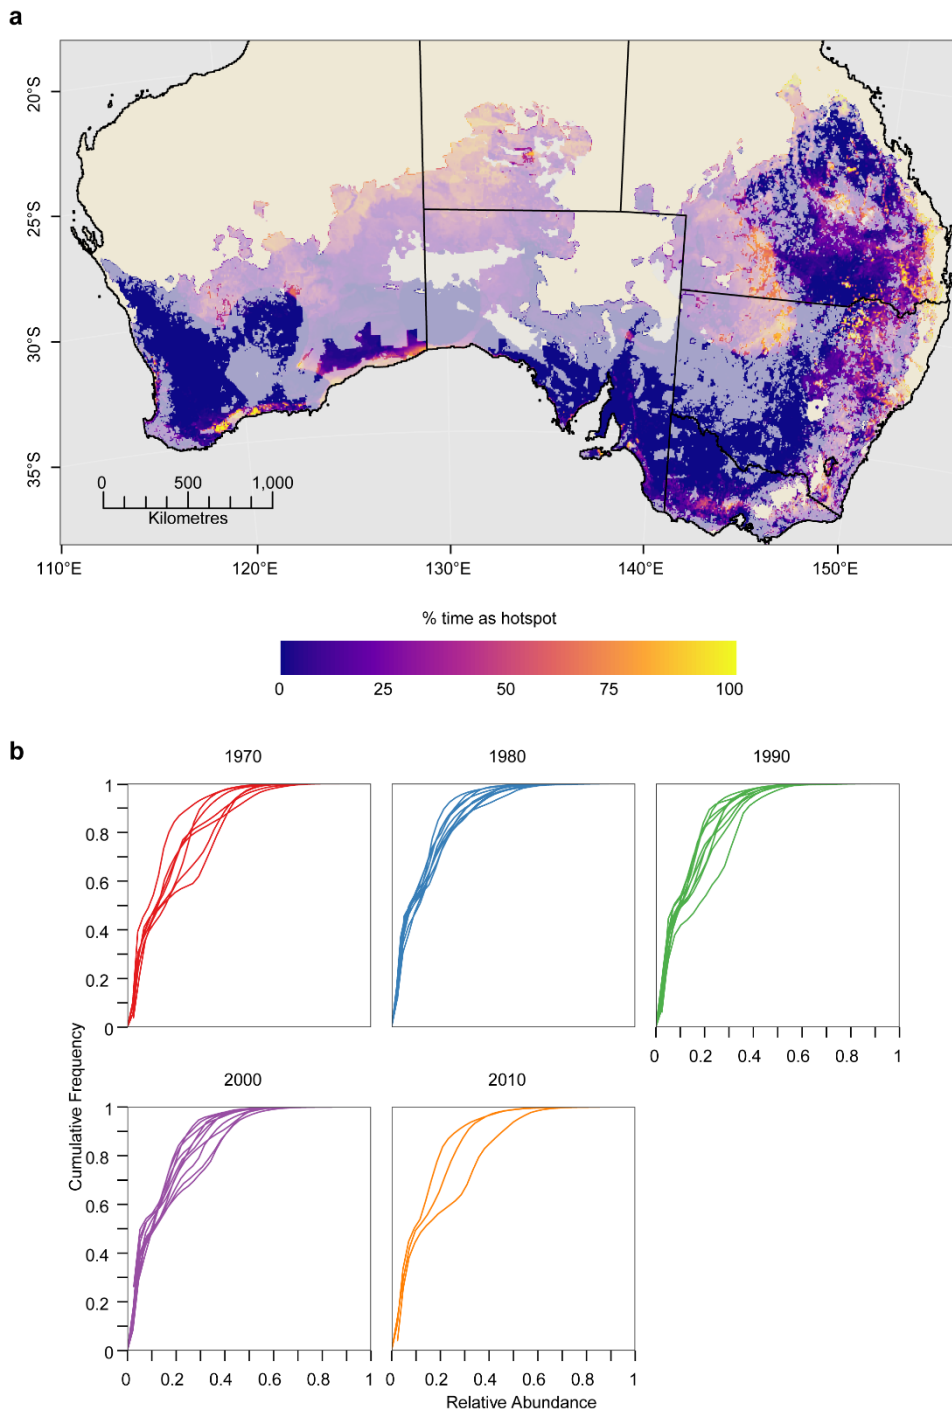 a
20°S
25°S
30°S
35°S
0 500 1,000
Kilometres
110°E 120°E 130°E 140°E 150°E
% time as hotspot
0 25 50 75 100
b
1970 1980 1990
1
0.8
0.6
0.4
0.2
0
0 0.2 0.4 0.6 0.8 1
Cumulative Frequency
2000 2010
1
0.8
0.6
0.4
0.2
0
0 0.2 0.4 0.6 0.8 1 0 0.2 0.4 0.6 0.8 1
Relative Abundance